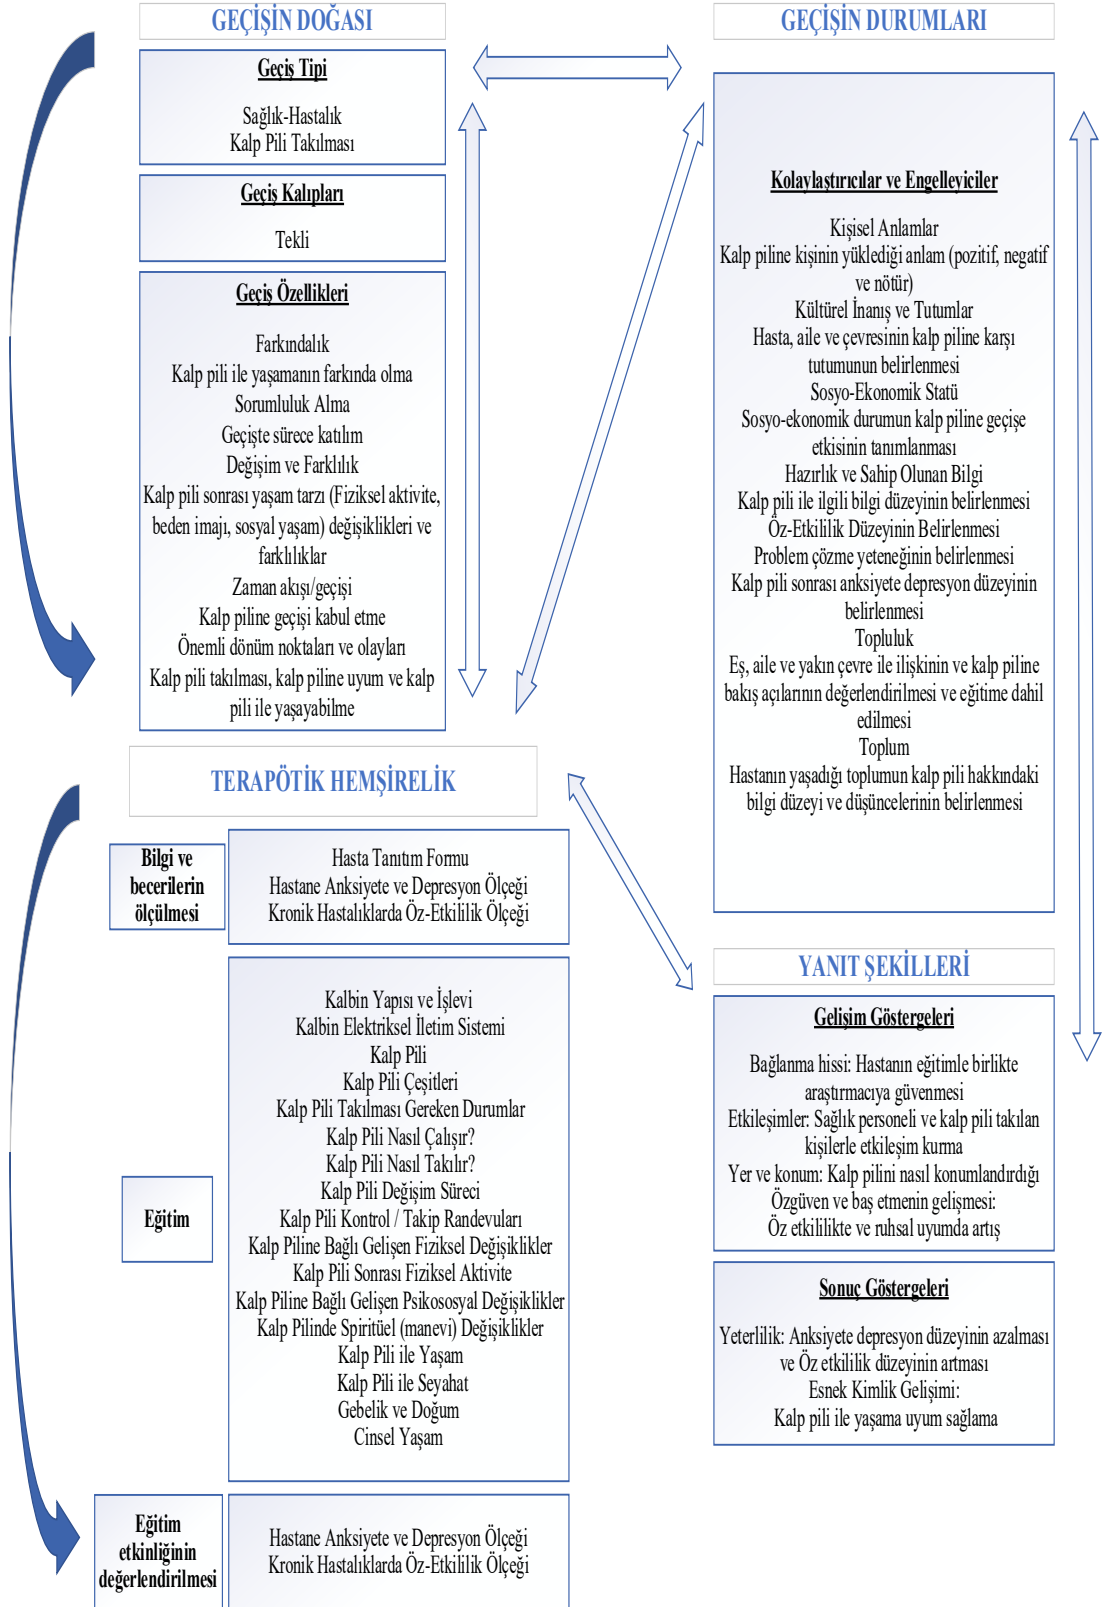 GEÇİŞİN DOĞASI
Geçiş Tipi
Sağlık-Hastalık
Kalp Pili Takılması
Geçiş Kalıpları
Tekli
Geçiş Özellikleri
Farkındalık
Kalp pili ile yaşamanın farkında olma
Sorumluluk Alma
Geçişte sürece katılım
Değişim ve Farklılık
Kalp pili sonrası yaşam tarzı (Fiziksel aktivite,
beden imajı, sosyal yaşam) değişiklikleri ve
farklılıklar
Zaman akışı/geçişi
Kalp piline geçişi kabul etme
Önemli dönüm noktaları ve olayları
Kalp pili takılması, kalp piline uyum ve kalp
pili ile yaşayabilme
GEÇİŞİN DURUMLARI
Kolaylaştırıcılar ve Engelleyiciler
Kişisel Anlamlar
Kalp piline kişinin yüklediği anlam (pozitif, negatif
ve nötür)
Kültürel İnanış ve Tutumlar
Hasta, aile ve çevresinin kalp piline karşı
tutumunun belirlenmesi
Sosyo-Ekonomik Statü
Sosyo-ekonomik durumun kalp piline geçişe
etkisinin tanımlanması
Hazırlık ve Sahip Olunan Bilgi
Kalp pili ile ilgili bilgi düzeyinin belirlenmesi
Öz-Etkililik Düzeyinin Belirlenmesi
Problem çözme yeteneğinin belirlenmesi
Kalp pili sonrası anksiyete depresyon düzeyinin
belirlenmesi
Topluluk
Eş, aile ve yakın çevre ile ilişkinin ve kalp piline
bakış açılarının değerlendirilmesi ve eğitime dahil
edilmesi
Toplum
Hastanın yaşadığı toplumun kalp pili hakkındaki
bilgi düzeyi ve düşüncelerinin belirlenmesi
TERAPÖTİK HEMŞİRELİK
Bilgi ve
becerilerin
ölçülmesi
Hasta Tanıtım Formu
Hastane Anksiyete ve Depresyon Ölçeği
Kronik Hastalıklarda Öz-Etkililik Ölçeği
Eğitim
Kalbin Yapısı ve İşlevi
Kalbin Elektriksel İletim Sistemi
Kalp Pili
Kalp Pili Çeşitleri
Kalp Pili Takılması Gereken Durumlar
Kalp Pili Nasıl Çalışır?
Kalp Pili Nasıl Takılır?
Kalp Pili Değişim Süreci
Kalp Pili Kontrol / Takip Randevuları
Kalp Piline Bağlı Gelişen Fiziksel Değişiklikler
Kalp Pili Sonrası Fiziksel Aktivite
Kalp Piline Bağlı Gelişen Psikososyal Değişiklikler
Kalp Pilinde Spiritüel (manevi) Değişiklikler
Kalp Pili ile Yaşam
Kalp Pili ile Seyahat
Gebelik ve Doğum
Cinsel Yaşam
Eğitim
etkinliğinin
değerlendirilmesi
Hastane Anksiyete ve Depresyon Ölçeği
Kronik Hastalıklarda Öz-Etkililik Ölçeği
YANIT ŞEKİLLERİ
Gelişim Göstergeleri
Bağlanma hissi: Hastanın eğitimle birlikte
araştırmacıya güvenmesi
Etkileşimler: Sağlık personeli ve kalp pili takılan
kişilerle etkileşim kurma
Yer ve konum: Kalp pilini nasıl konumlandırdığı
Özgüven ve baş etmenin gelişmesi:
Öz etkililikte ve ruhsal uyumda artış
Sonuç Göstergeleri
Yeterlilik: Anksiyete depresyon düzeyinin azalması
ve Öz etkililik düzeyinin artması
Esnek Kimlik Gelişimi:
Kalp pili ile yaşama uyum sağlama